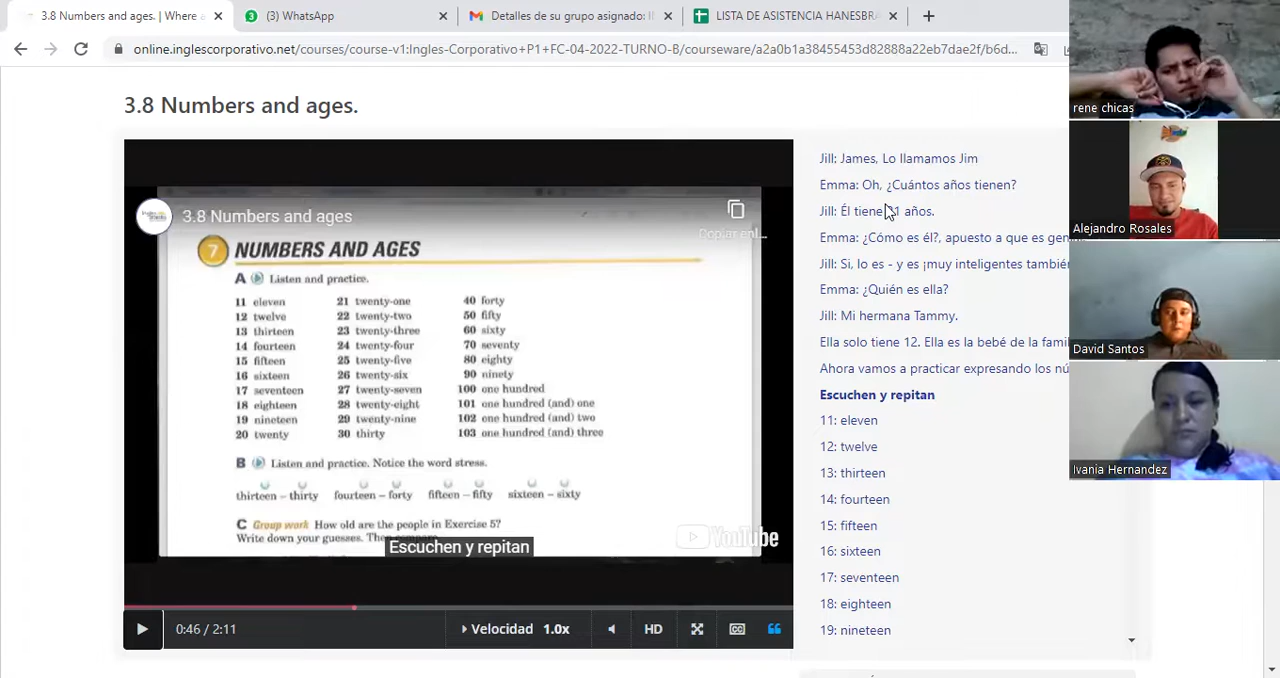 3.8 Numbers and ages. | Where a
(3) WhatsApp
Detalles de su grupo asignado: I
LISTA DE ASISTENCIA HANESBRA
online.inglescorporativo.net/courses/course-v1:Ingles-Corporativo+P1+FC-04-2022-TURNO-B/courseware/a2a0b1a38455453d82888a22eb7dae2f/b6d...
3.8 Numbers and ages.
3.8 Numbers and ages
Copiar enl...
7 NUMBERS AND AGES
A Listen and practice.
11 eleven 21 twenty-one 40 forty
12 twelve 22 twenty-two 50 fifty
13 thirteen 23 twenty-three 60 sixty
14 fourteen 24 twenty-four 70 seventy
15 fifteen 25 twenty-five 80 eighty
16 sixteen 26 twenty-six 90 ninety
17 seventeen 27 twenty-seven 100 one hundred
18 eighteen 28 twenty-eight 101 one hundred (and) one
19 nineteen 29 twenty-nine 102 one hundred (and) two
20 twenty 30 thirty 103 one hundred (and) three
B Listen and practice. Notice the word stress.
thirteen – thirty fourteen – forty fifteen – fifty sixteen – sixty
C Group work How old are the people in Exercise 5?
Write down your guesses.
Escuchen y repitan
YouTube
0:46 / 2:11
Velocidad 1.0x
HD
Jill: James, Lo llamamos Jim
Emma: Oh, ¿Cuántos años tienen?
Jill: Él tiene 1 años.
Emma: ¿Cómo es él?, apuesto a que es gen
Jill: Si, lo es - y es ¡muy inteligentes también
Emma: ¿Quién es ella?
Jill: Mi hermana Tammy.
Ella solo tiene 12. Ella es la bebé de la famil
Ahora vamos a practicar expresando los nú
Escuchen y repitan
11: eleven
12: twelve
13: thirteen
14: fourteen
15: fifteen
16: sixteen
17: seventeen
18: eighteen
19: nineteen
rene chicas
Alejandro Rosales
David Santos
Ivania Hernandez